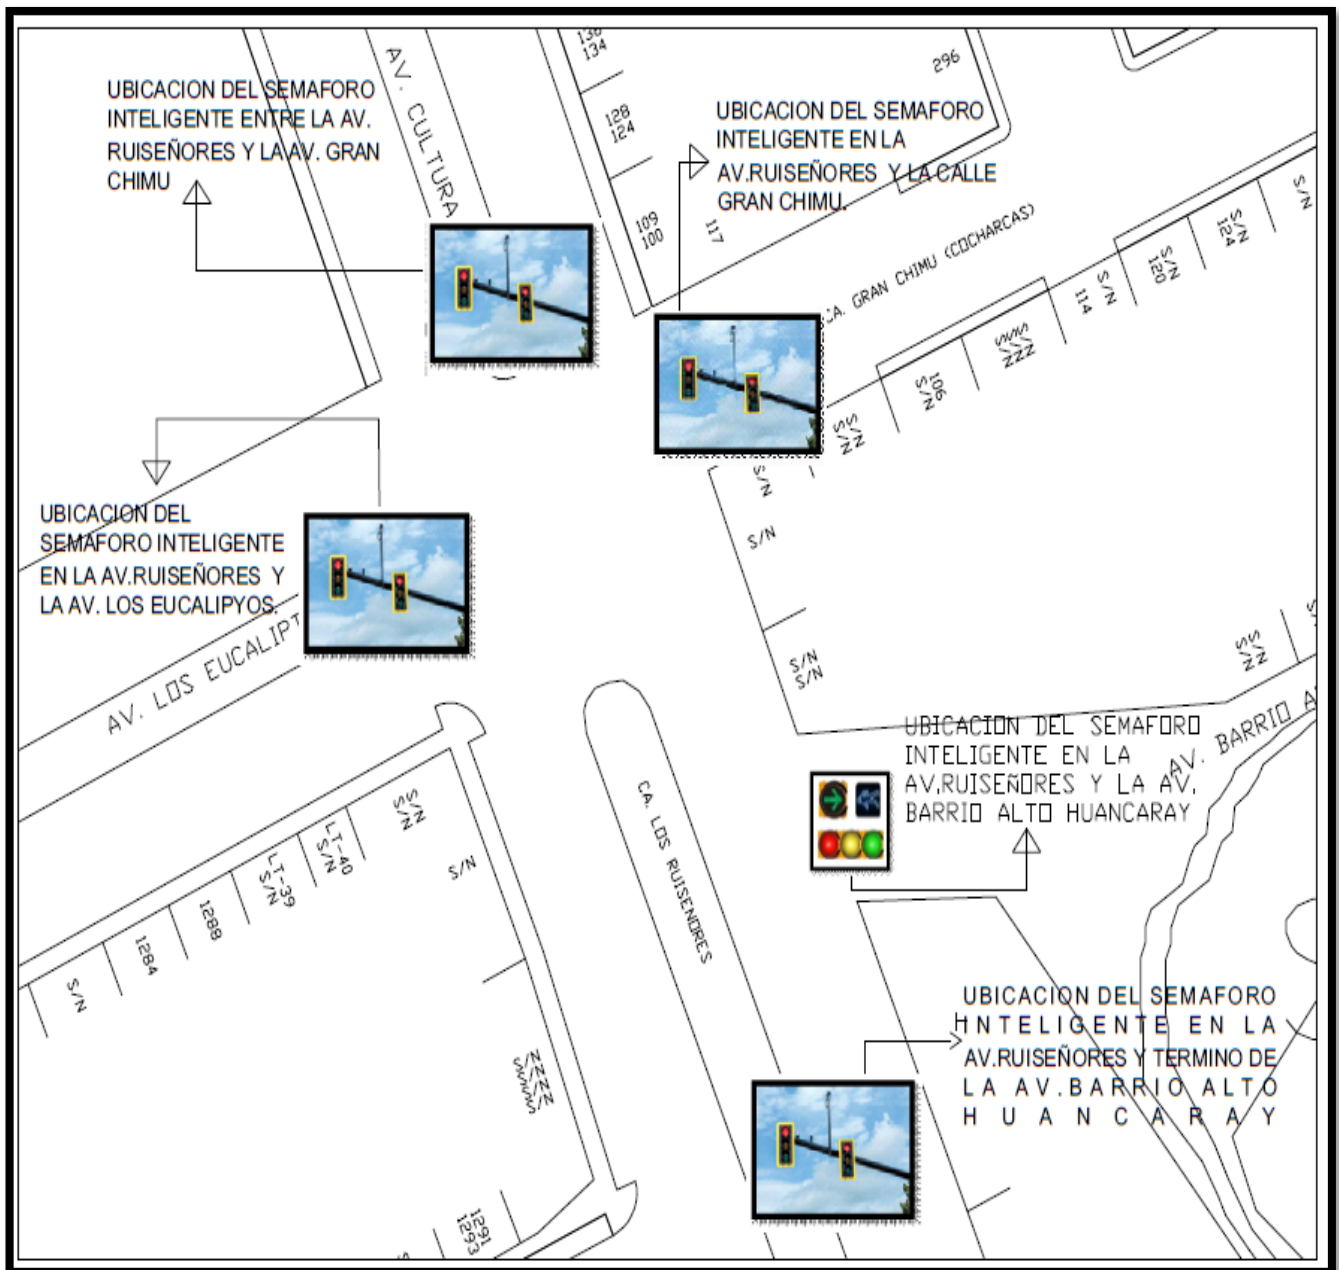 UBICACION DEL SEMAFORO
INTELIGENTE ENTRE LA AV.
RUISEÑORES Y LA AV. GRAN
CHIMU
AV. CULTURA
134
128
124
109
100
117
296
UBICACION DEL SEMAFORO
INTELIGENTE EN LA
AV.RUISEÑORES Y LA CALLE
GRAN CHIMU.
CA. GRAN CHIMU (COCHARCAS)
S/N
S/N
124
S/N
120
S/N
114
106
S/N
S/N
S/N
S/N
S/N
S/N
S/N
UBICACION DEL
SEMAFORO INTELIGENTE
EN LA AV.RUISEÑORES Y
LA AV. LOS EUCALIPYOS.
AV. LOS EUCALIPT
S/N
S/N
AV. BARRIO A
UBICACION DEL SEMAFORO
INTELIGENTE EN LA
AV.RUISEÑORES Y LA AV.
BARRIO ALTO HUANCARAY
CA. LOS RUISENORES
S/N
S/N
S/N
LT-40
S/N
LT-39
S/N
1288
1284
S/N
UBICACION DEL SEMAFORO
INTELIGENTE EN LA
AV.RUISEÑORES Y TERMINO DE
LA AV.BARRIO ALTO
HUANCARAY
1291
1293